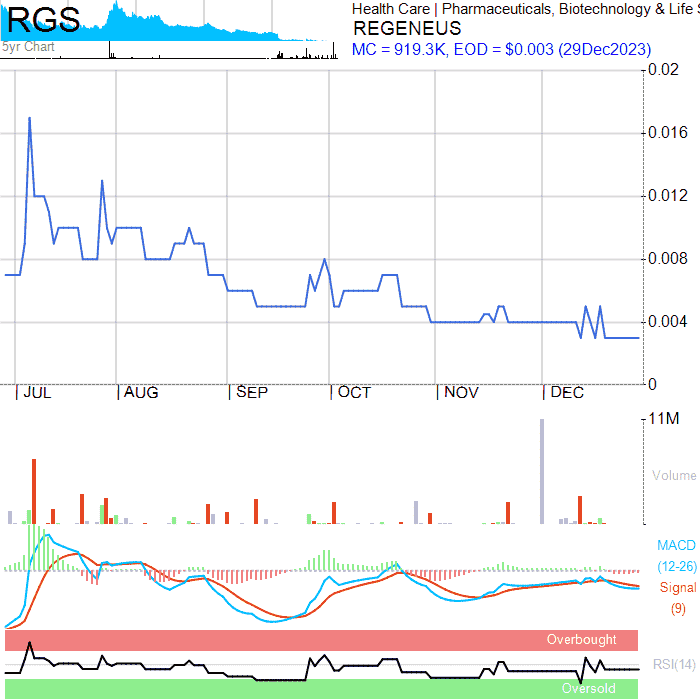 RGS
5yr Chart
Health Care | Pharmaceuticals, Biotechnology & Life S
REGENEUS
MC = 919.3K, EOD = $0.003 (29Dec2023)
0.02
0.016
0.012
0.008
0.004
0
| JUL | AUG | SEP | OCT | NOV | DEC
11M
Volume
MACD
(12-26)
Signal
(9)
Overbought
RSI(14)
Oversold